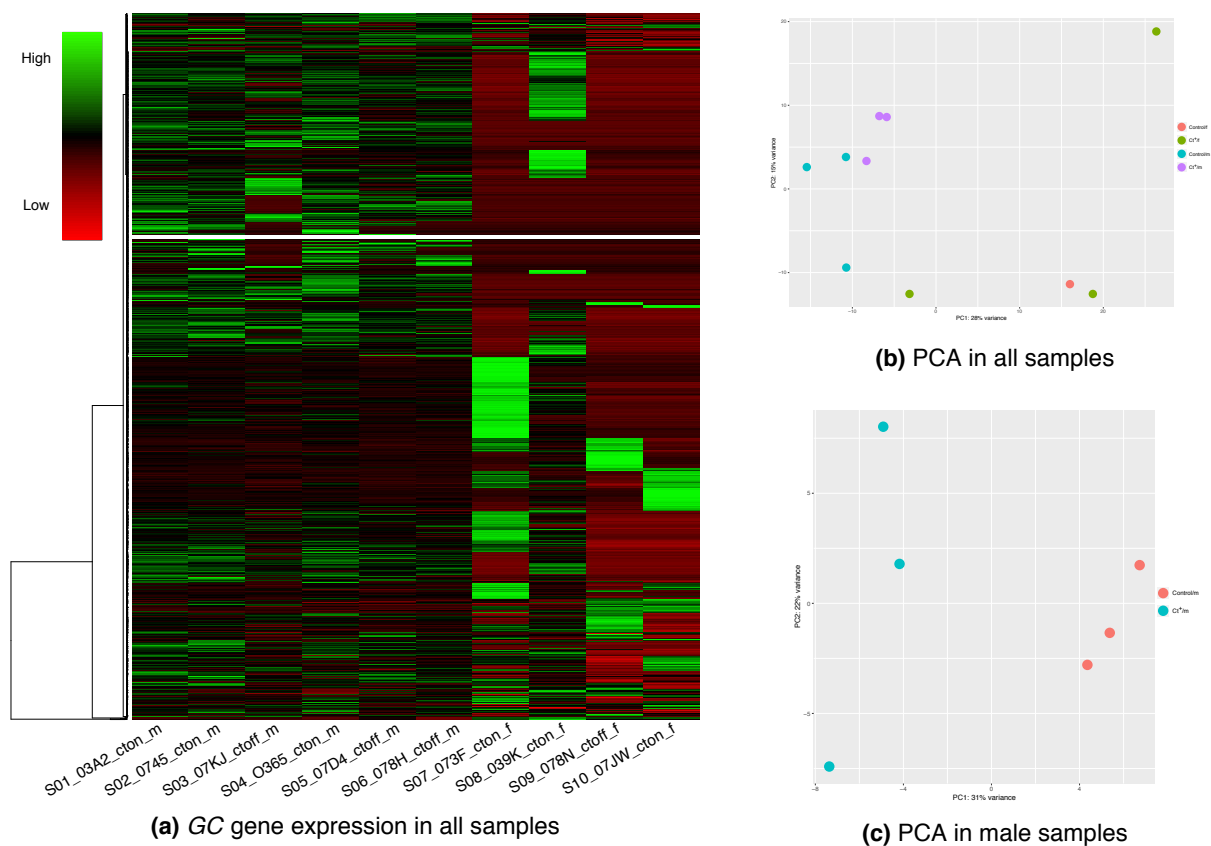 High
Low
S01_03A2_cton_m
S02_0745_cton_m
S03_07KJ_ctoff_m
S04_O365_cton_m
S05_07D4_ctoff_m
S06_078H_ctoff_m
S07_073F_cton_f
S08_039K_cton_f
S09_078N_ctoff_f
S10_07JW_cton_f
(a) GC gene expression in all samples
20
10
0
−10
PC2: 15% variance
−10
0
10
20
PC1: 28% variance
Control/f
Ct⁺/f
Control/m
Ct⁺/m
(b) PCA in all samples
5
0
−5
PC2: 22% variance
−8
−4
0
4
PC1: 31% variance
Control/m
Ct⁺/m
(c) PCA in male samples